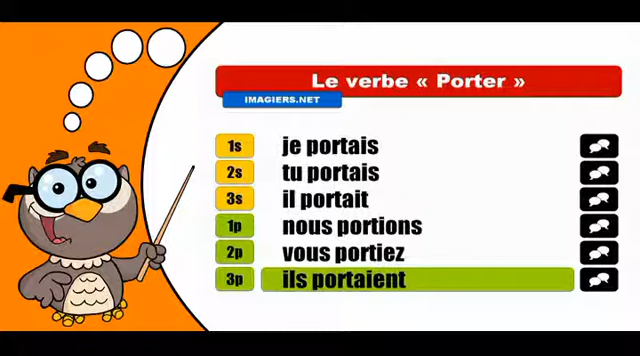 Le verbe « Porter »
IMAGIERS.NET
1s je portais
2s tu portais
3s il portait
1p nous portions
2p vous portiez
3p ils portaient